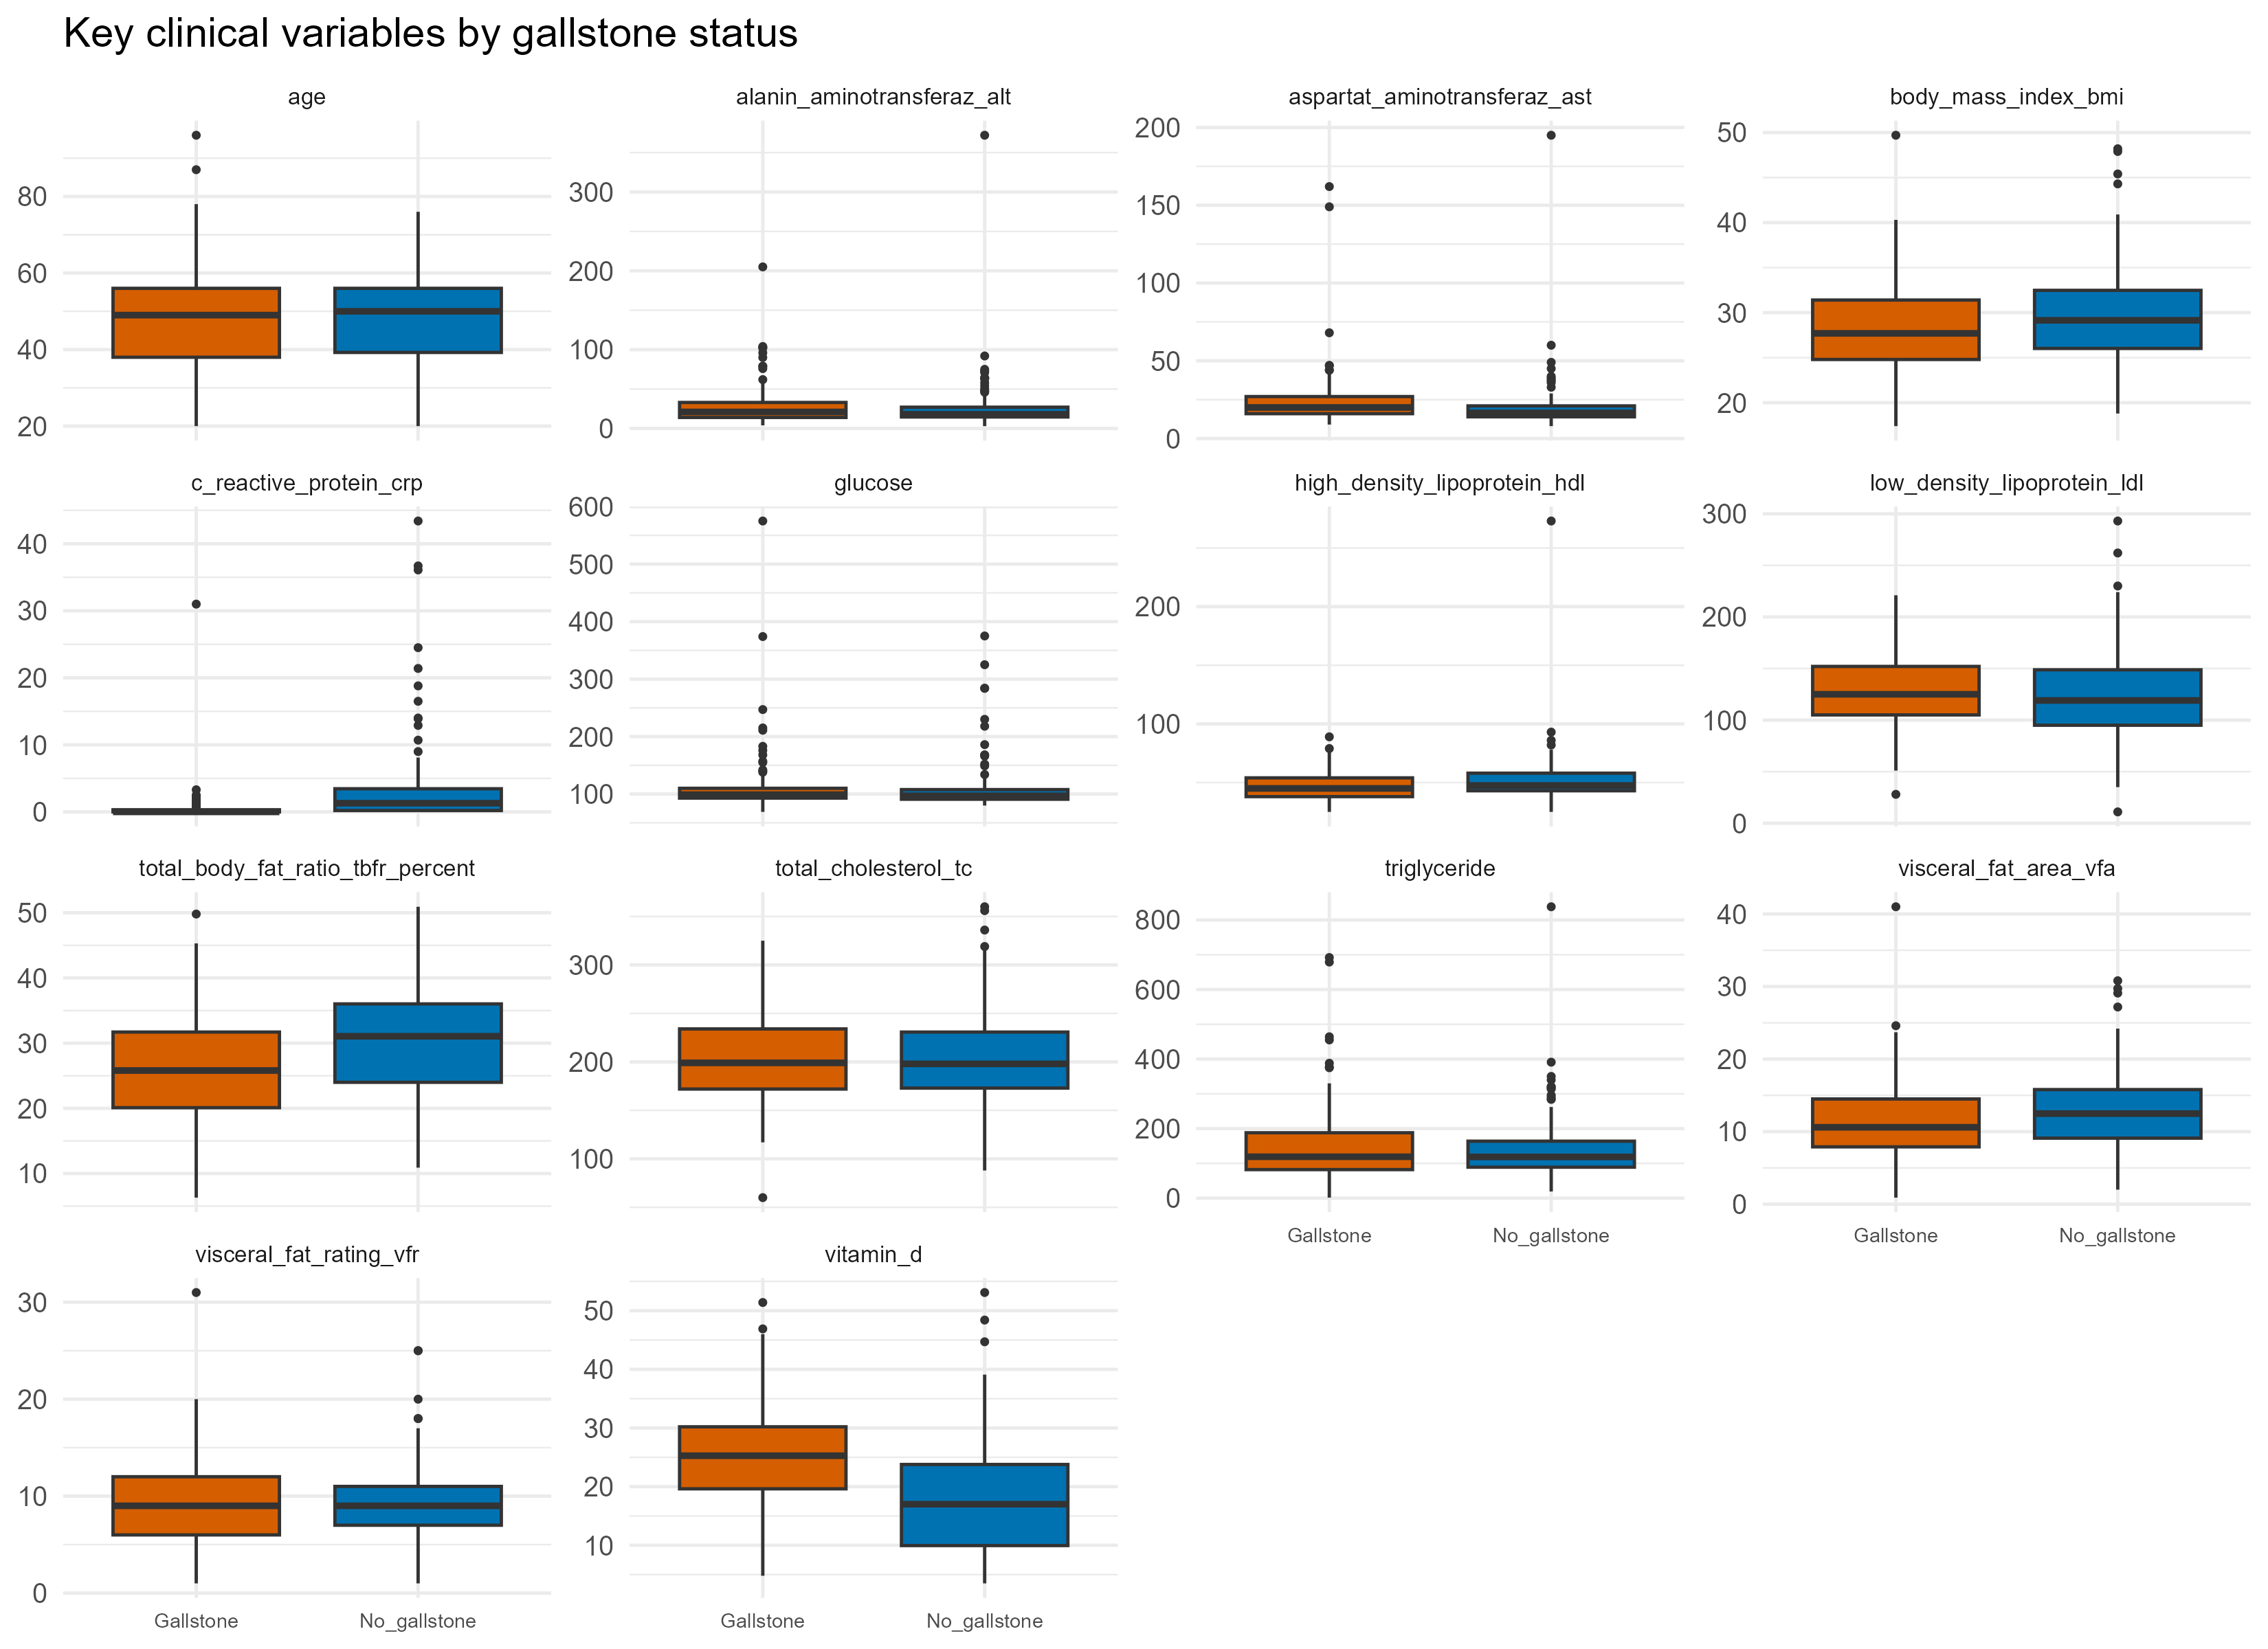 Key clinical variables by gallstone status
age
alanin_aminotransferaz_alt
aspartat_aminotransferaz_ast
body_mass_index_bmi
80
60
40
20
300
200
100
0
200
150
100
50
0
50
40
30
20
c_reactive_protein_crp
glucose
high_density_lipoprotein_hdl
low_density_lipoprotein_ldl
40
30
20
10
0
600
500
400
300
200
100
200
100
300
200
100
0
total_body_fat_ratio_tbfr_percent
total_cholesterol_tc
triglyceride
visceral_fat_area_vfa
50
40
30
20
10
300
200
100
800
600
400
200
0
40
30
20
10
0
Gallstone
No_gallstone
Gallstone
No_gallstone
visceral_fat_rating_vfr
vitamin_d
30
20
10
0
50
40
30
20
10
Gallstone
No_gallstone
Gallstone
No_gallstone